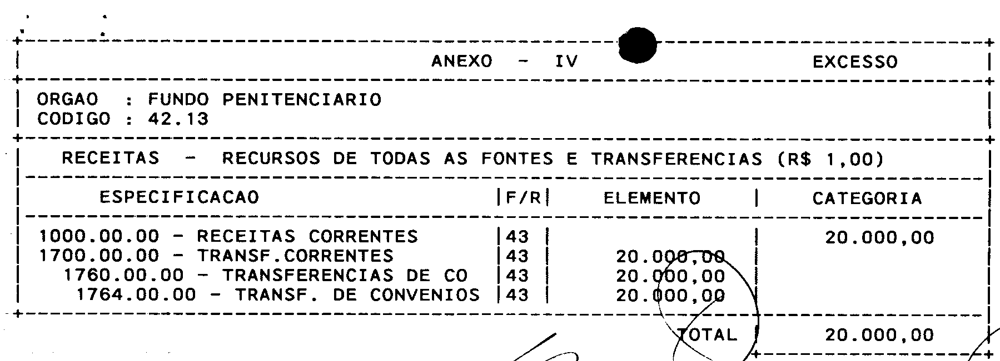 ANEXO - IV EXCESSO
ORGAO : FUNDO PENITENCIARIO
CODIGO : 42.13
RECEITAS - RECURSOS DE TODAS AS FONTES E TRANSFERENCIAS (R$ 1,00)
ESPECIFICACAO |F/R| ELEMENTO | CATEGORIA
1000.00.00 - RECEITAS CORRENTES |43 | | 20.000,00
1700.00.00 - TRANSF.CORRENTES |43 | 20.000,00 |
1760.00.00 - TRANSFERENCIAS DE CO |43 | 20.000,00 |
1764.00.00 - TRANSF. DE CONVENIOS |43 | 20.000,00 |
TOTAL | 20.000,00